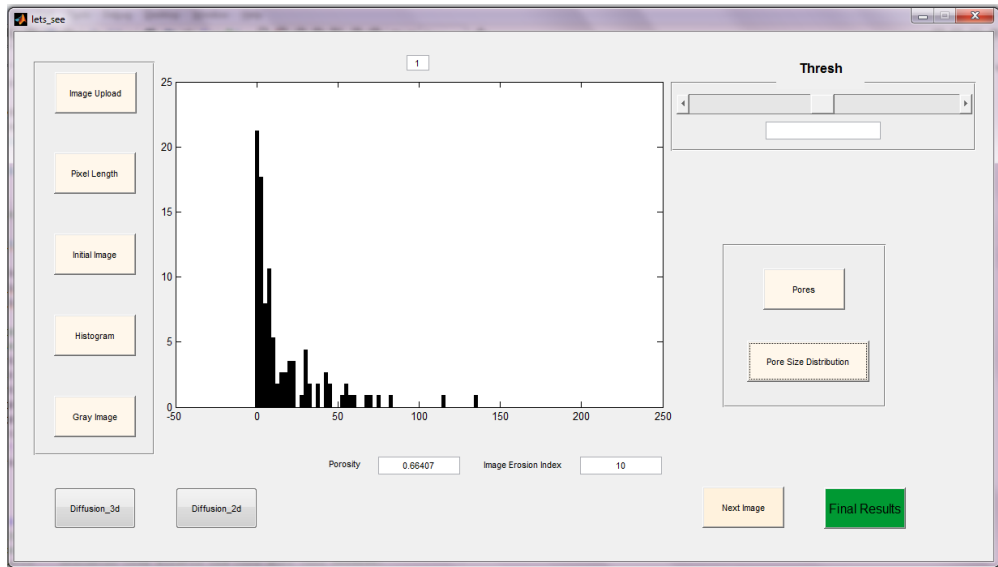 lets_see
1
Thresh
Image Upload
Pixel Length
Initial Image
Histogram
Gray Image
25
20
15
10
5
0
-50 0 50 100 150 200 250
Pores
Pore Size Distribution
Porosity 0.66407 Image Erosion Index 10
Diffusion_3d Diffusion_2d Next Image Final Results